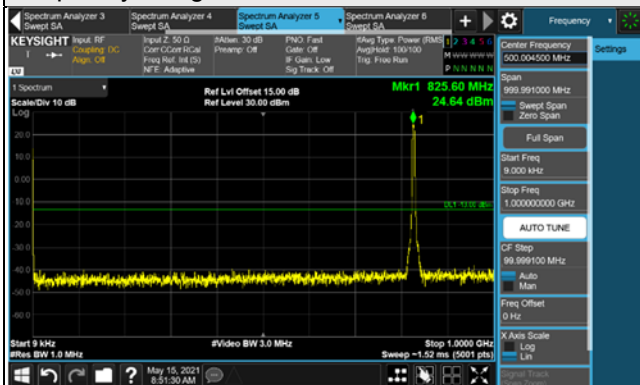 Spectrum Analyzer 3 Swept SA
Spectrum Analyzer 4 Swept SA
Spectrum Analyzer 5 Swept SA
Spectrum Analyzer 6 Swept SA
+
Frequency
KEYSIGHT
Input: RF
Coupling: DC
Align: Off
Input Z: 50 Ω
Corr CCorr RCal
Freq Ref: Int (S)
NFE: Adaptive
#Atten: 30 dB
Preamp: Off
PNO: Fast
Gate: Off
IF Gain: Low
Sig Track: Off
#Avg Type: Power (RMS)
Avg|Hold: 100/100
Trig: Free Run
1 2 3 4 5 6
M W W W W W
P N N N N N
1 Spectrum
Scale/Div 10 dB
Log
Ref Lvl Offset 15.00 dB
Ref Level 30.00 dBm
Mkr1 825.60 MHz
24.64 dBm
1
20.0
10.0
0.00
-10.0
DL1 -13.00 dBm
-20.0
-30.0
-40.0
-50.0
-60.0
Start 9 kHz
#Res BW 1.0 MHz
#Video BW 3.0 MHz
Stop 1.0000 GHz
Sweep ~1.52 ms (5001 pts)
May 15, 2021
8:51:30 AM
Center Frequency
500.004500 MHz
Settings
Span
999.991000 MHz
Swept Span
Zero Span
Full Span
Start Freq
9.000 kHz
Stop Freq
1.000000000 GHz
AUTO TUNE
CF Step
99.999100 MHz
Auto
Man
Freq Offset
0 Hz
X Axis Scale
Log
Lin
Signal Track